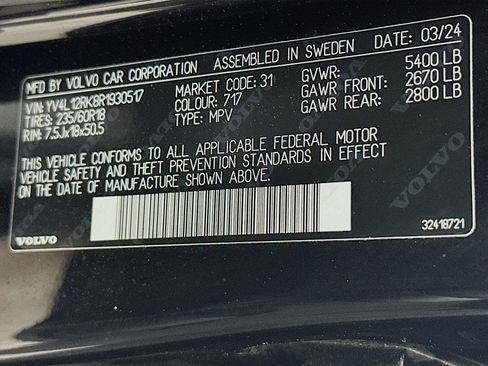 MFD BY VOLVO CAR CORPORATION ASSEMBLED IN SWEDEN DATE: 03/24
VIN: YV4L12RK8R1930517 MARKET CODE: 31 GVWR: 5400 LB
TIRES: 235/60R18 COLOUR: 717 GAWR FRONT: 2670 LB
RIM: 7.5Jx18x50.5 TYPE: MPV GAWR REAR: 2800 LB
THIS VEHICLE CONFORMS TO ALL APPLICABLE FEDERAL MOTOR
VEHICLE SAFETY AND THEFT PREVENTION STANDARDS IN EFFECT
ON THE DATE OF MANUFACTURE SHOWN ABOVE.
VOLVO
32418721